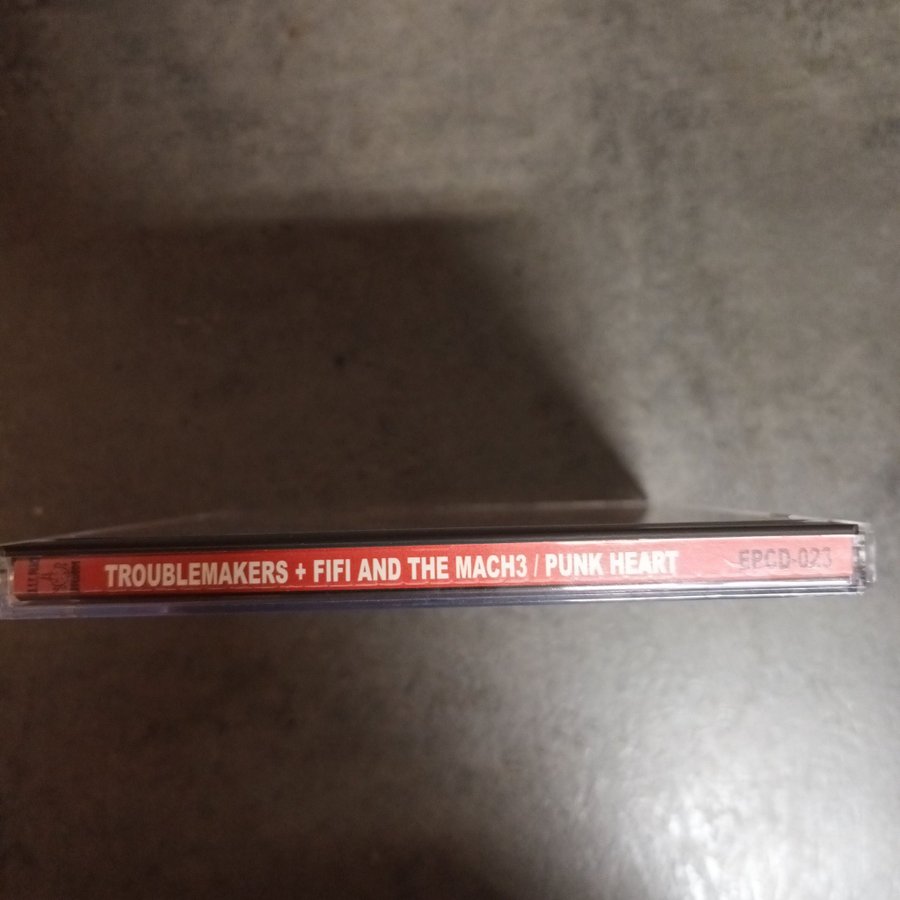 TROUBLEMAKERS + FIFI AND THE MACH3 / PUNK HEART EPCD-023